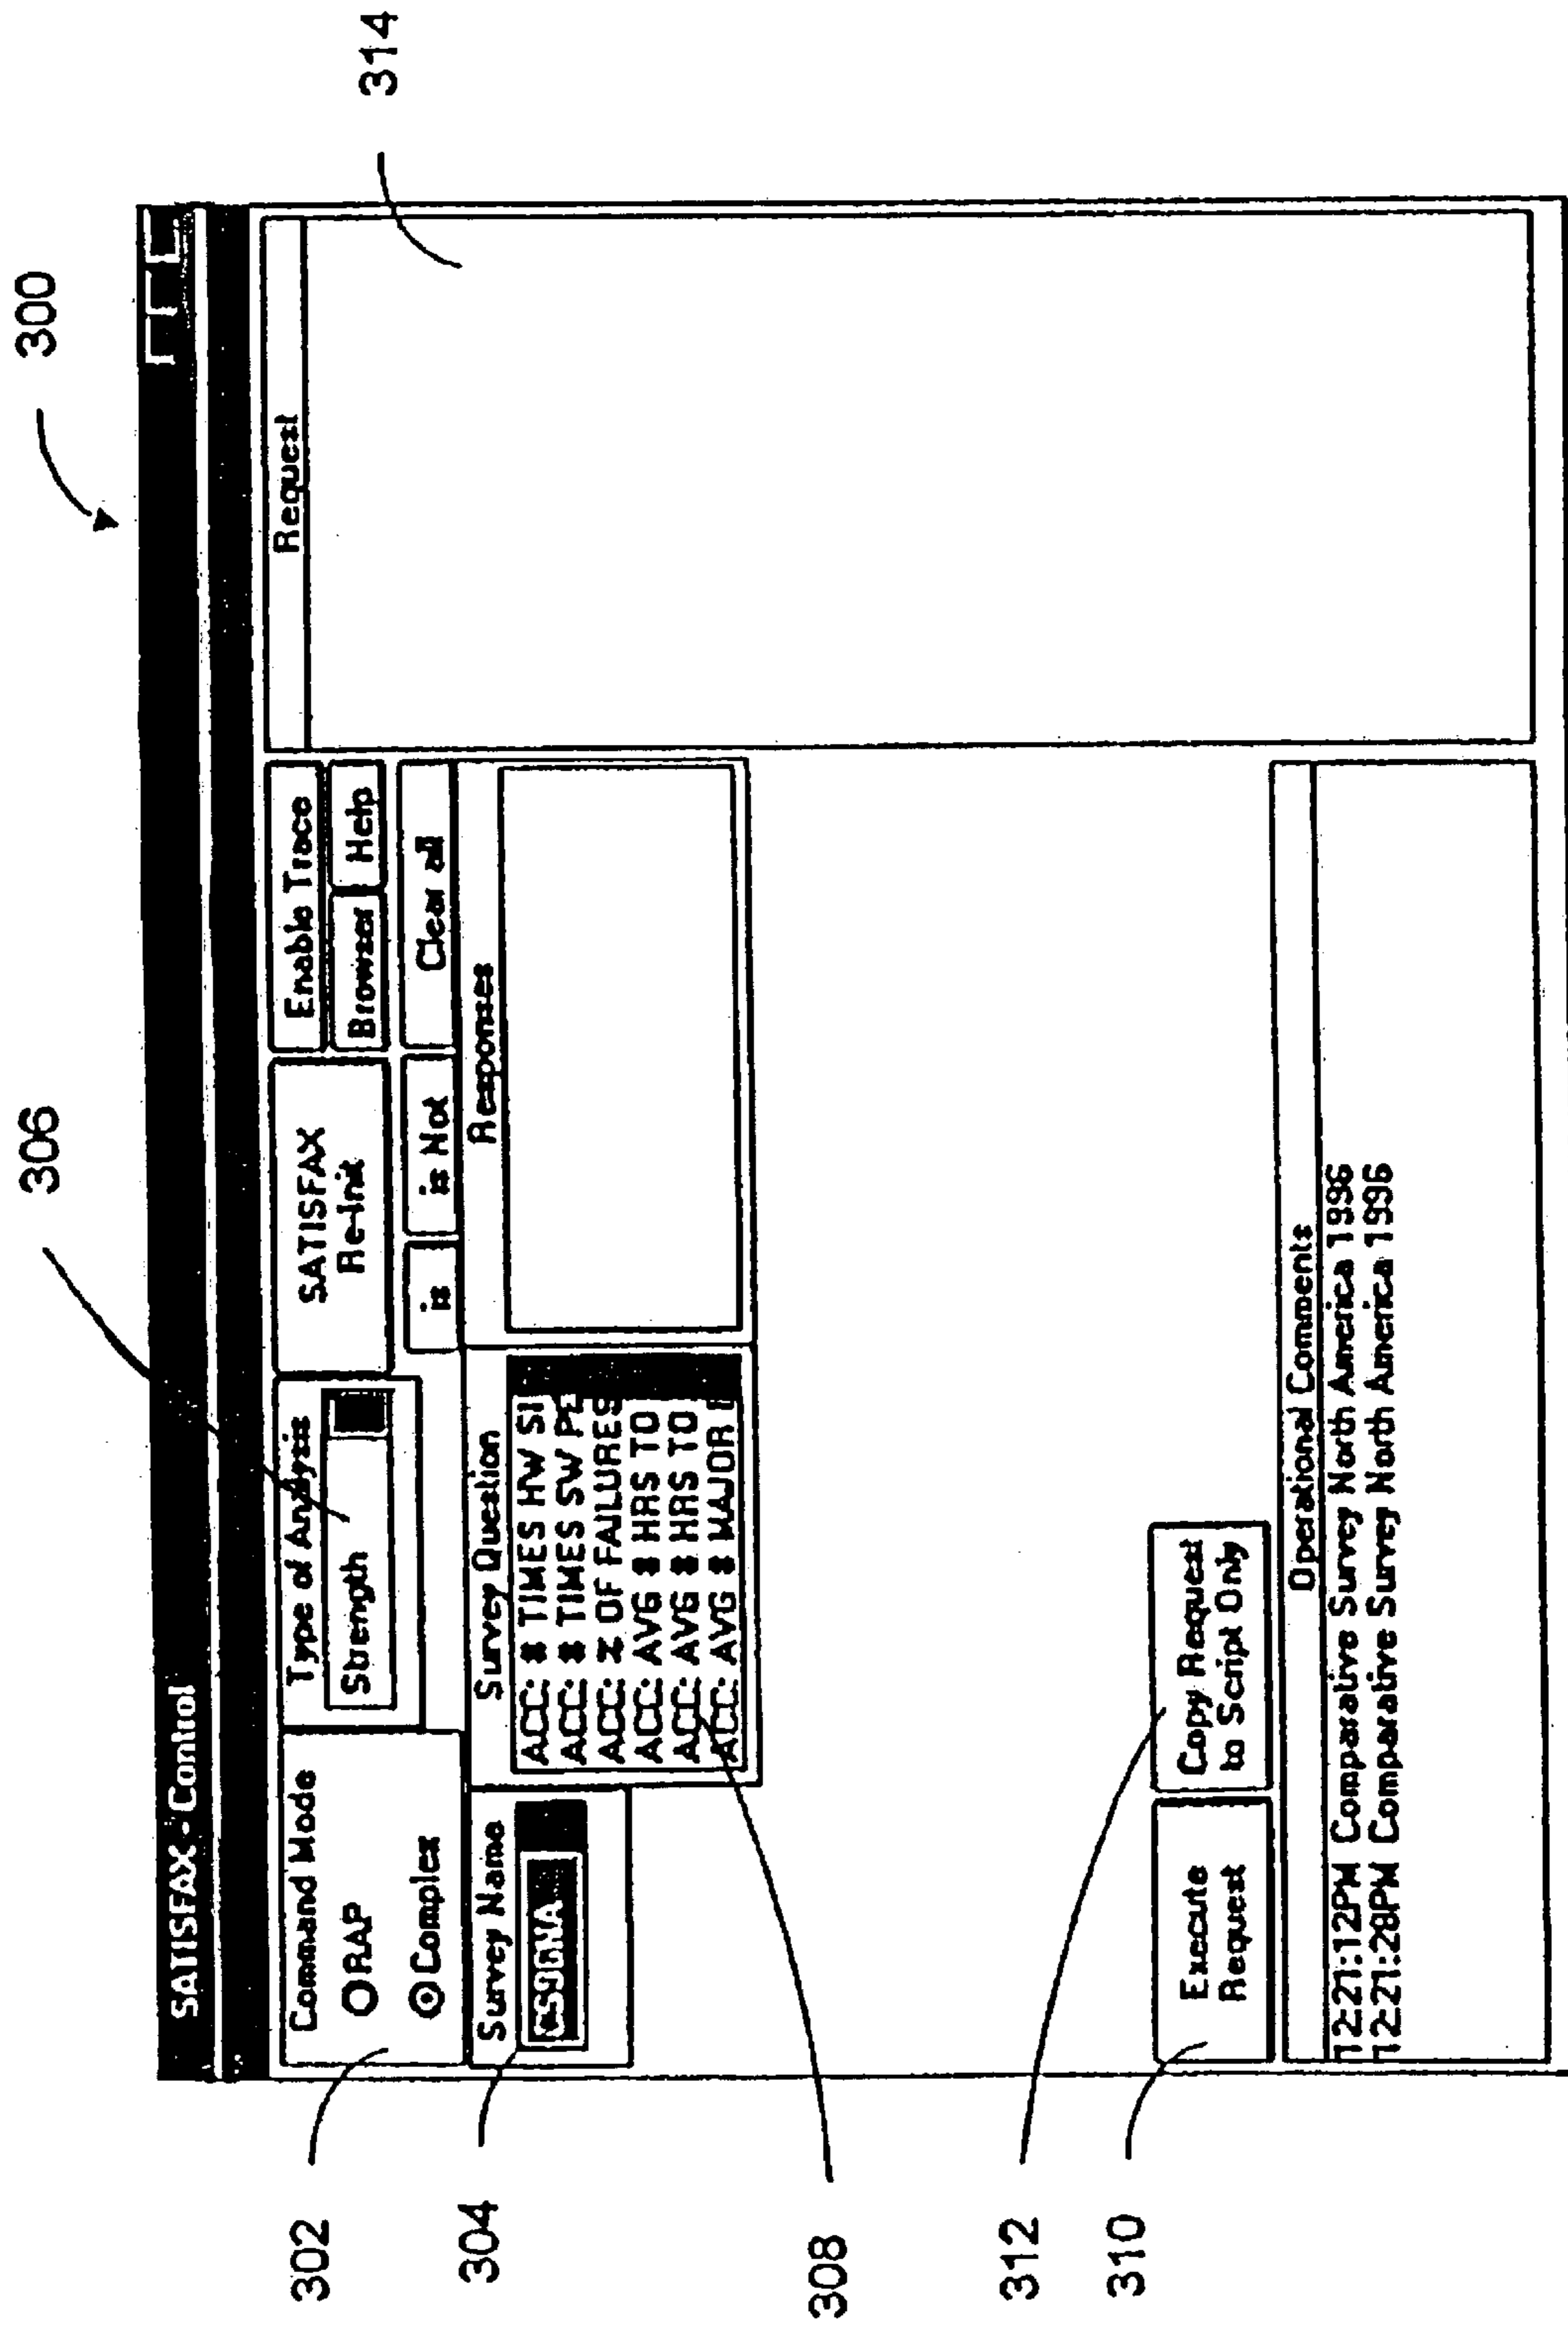 300
306
314
SATISFAX - Control
302
Command Mode
RAP
Complex
Type of Analysis
Strength
SATISFAX
Re-Init
Enable Trace
Browser
Help
is
is Not
Clear all
Request
304
Survey Name
CS96NA
Survey Question
ACC: # TIMES HW SI
ACC: # TIMES SW PE
ACC: % OF FAILURES
ACC: AVG # HRS TO
ACC: AVG # HRS TO
ACC: AVG # MAJOR
Responses
308
312
310
Execute
Request
Copy Request
to Script Only
Operational Comments
12:21:12PM Comparative Survey North America 1996
12:21:28PM Comparative Survey North America 1996